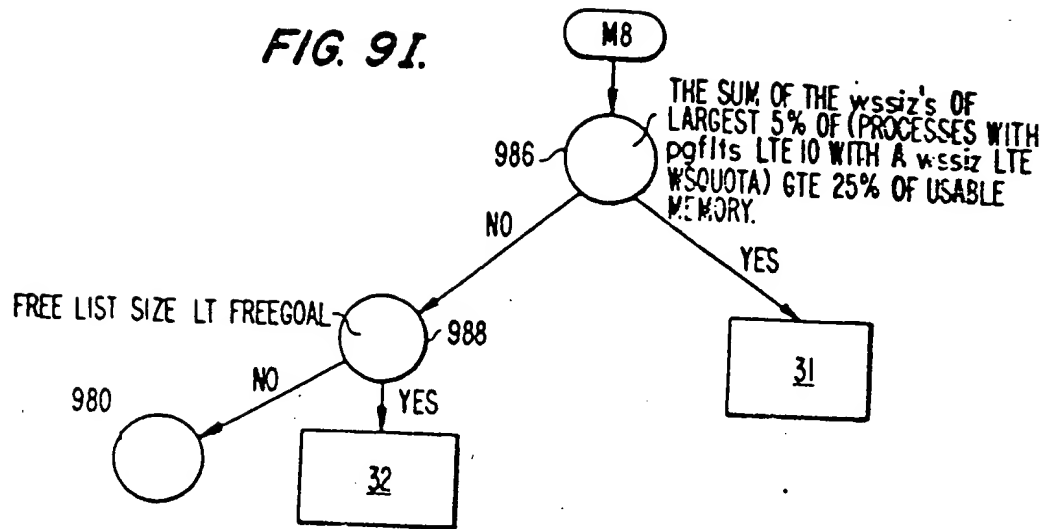 FIG. 9I.
M8
986
THE SUM OF THE wssiz's OF
LARGEST 5% OF (PROCESSES WITH
pgflts LTE 10 WITH A wssiz LTE
WSQUOTA) GTE 25% OF USABLE
MEMORY.
NO
YES
FREE LIST SIZE LT FREEGOAL
988
31
NO
YES
980
32